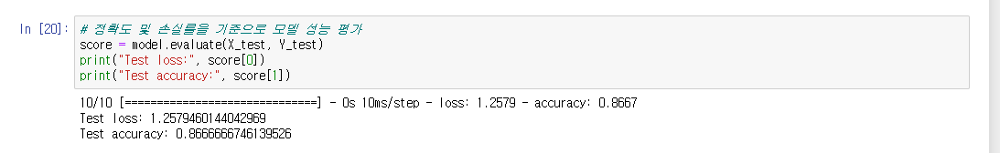 In [20]:
# 정확도 및 손실률을 기준으로 모델 성능 평가
score = model.evaluate(X_test, Y_test)
print("Test loss:", score[0])
print("Test accuracy:", score[1])
10/10 [==============================] - 0s 10ms/step - loss: 1.2579 - accuracy: 0.8667
Test loss: 1.2579460144042969
Test accuracy: 0.8666666746139526